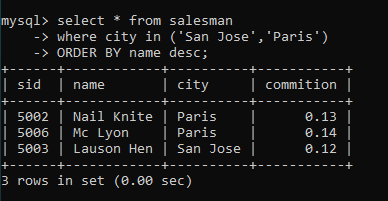 mysql> select * from salesman
    -> where city in ('San Jose','Paris')
    -> ORDER BY name desc;
+------+------------+----------+-----------+
| sid  | name       | city     | commition |
+------+------------+----------+-----------+
| 5002 | Nail Knite | Paris    |      0.13 |
| 5006 | Mc Lyon    | Paris    |      0.14 |
| 5003 | Lauson Hen | San Jose |      0.12 |
+------+------------+----------+-----------+
3 rows in set (0.00 sec)